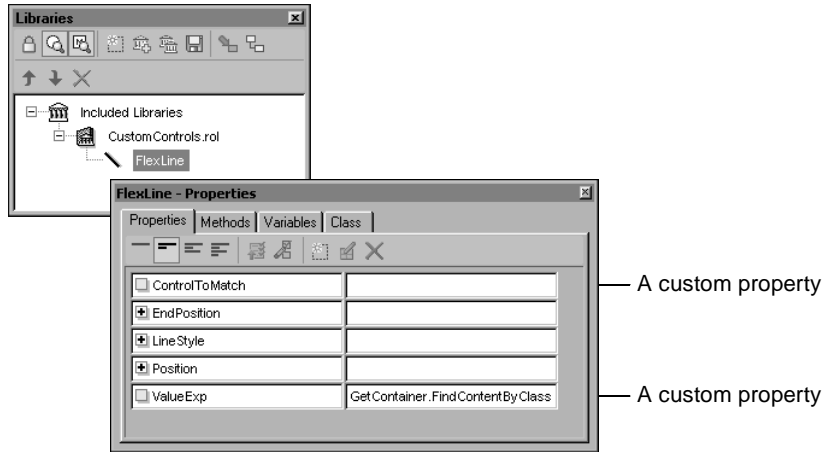 Libraries
Included Libraries
CustomControls.rol
FlexLine
FlexLine - Properties
Properties Methods Variables Class
ControlToMatch
A custom property
EndPosition
LineStyle
Position
ValueExp GetContainer.FindContentByClass
A custom property